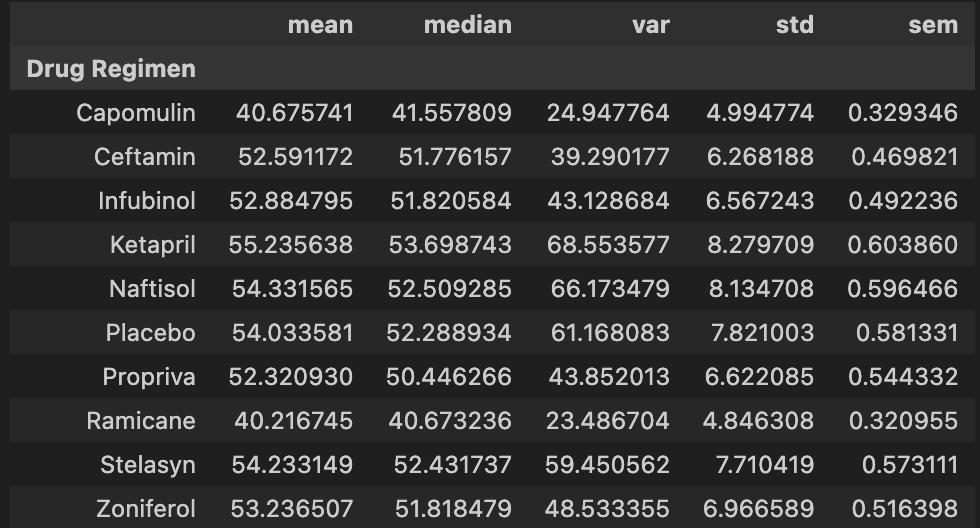 mean median var std sem
Drug Regimen
Capomulin 40.675741 41.557809 24.947764 4.994774 0.329346
Ceftamin 52.591172 51.776157 39.290177 6.268188 0.469821
Infubinol 52.884795 51.820584 43.128684 6.567243 0.492236
Ketapril 55.235638 53.698743 68.553577 8.279709 0.603860
Naftisol 54.331565 52.509285 66.173479 8.134708 0.596466
Placebo 54.033581 52.288934 61.168083 7.821003 0.581331
Propriva 52.320930 50.446266 43.852013 6.622085 0.544332
Ramicane 40.216745 40.673236 23.486704 4.846308 0.320955
Stelasyn 54.233149 52.431737 59.450562 7.710419 0.573111
Zoniferol 53.236507 51.818479 48.533355 6.966589 0.516398